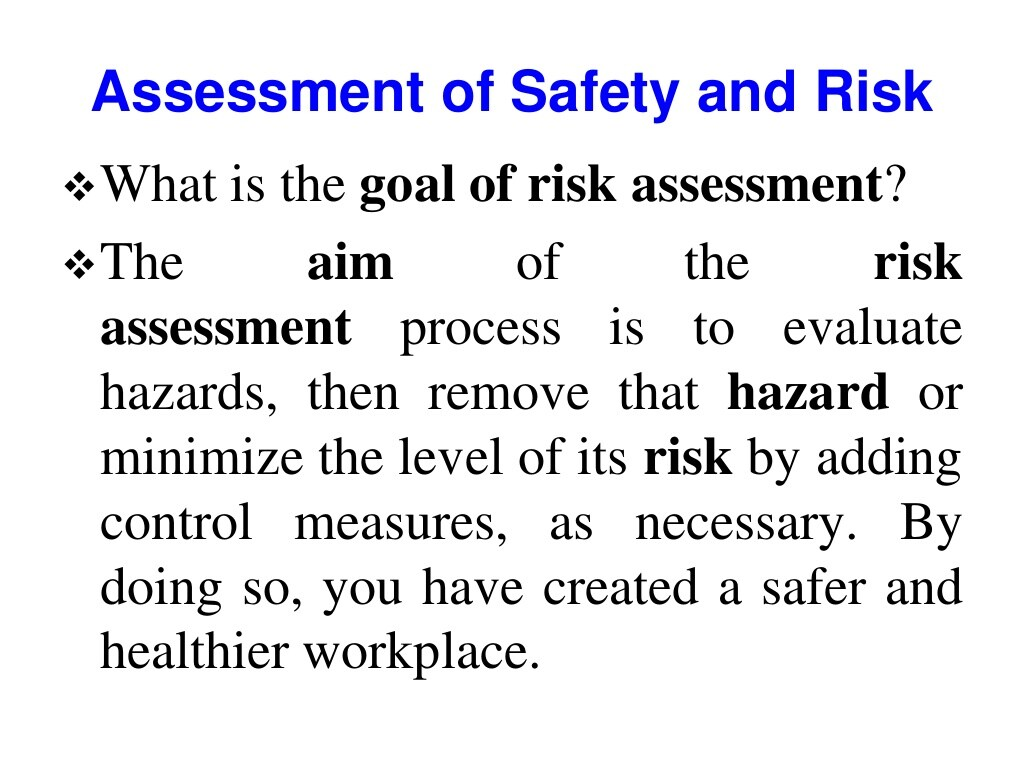 Assessment of Safety and Risk
❖What is the goal of risk assessment?
❖The aim of the risk
assessment process is to evaluate
hazards, then remove that hazard or
minimize the level of its risk by adding
control measures, as necessary. By
doing so, you have created a safer and
healthier workplace.